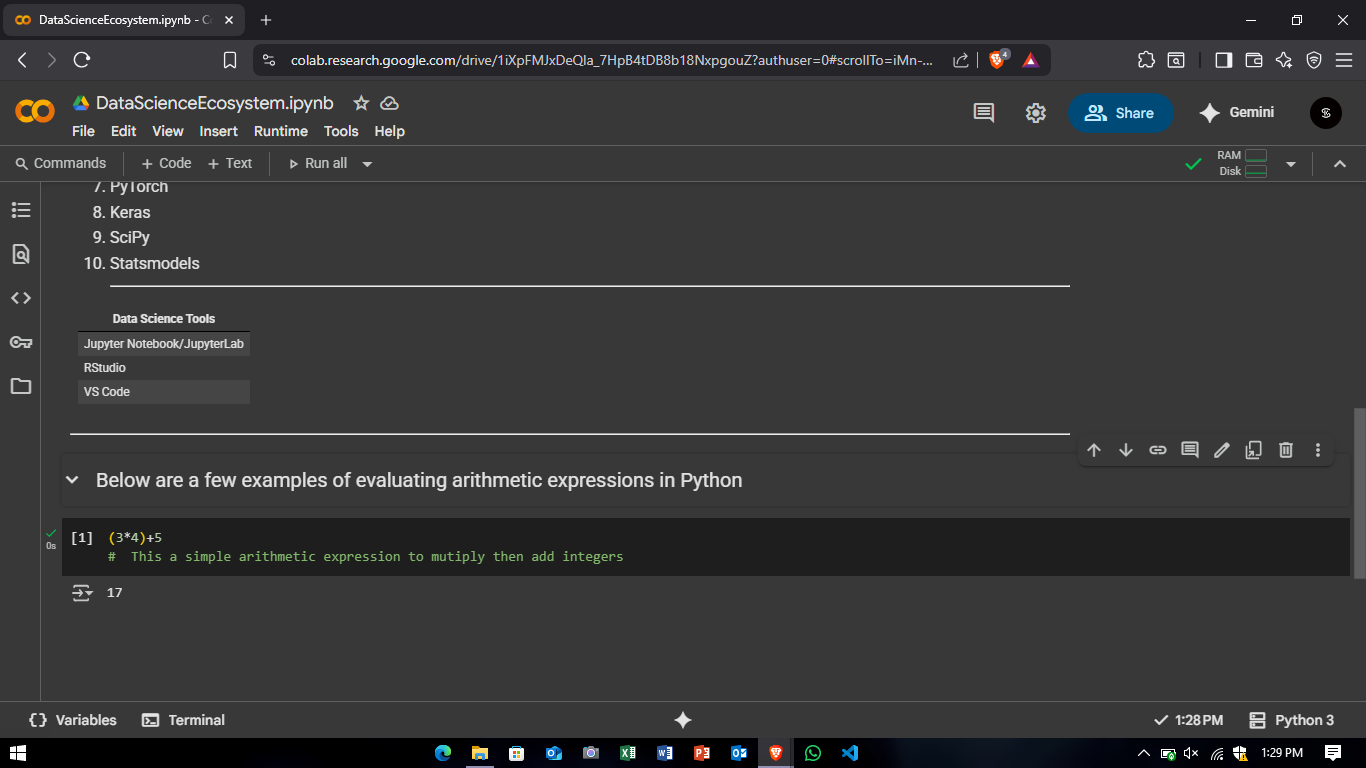 DataScienceEcosystem.ipynb - C
colab.research.google.com/drive/1iXpFMJxDeQIa_7HpB4tDB8b18NxpgouZ?authuser=0#scrollTo=iMn-...
4
DataScienceEcosystem.ipynb
File Edit View Insert Runtime Tools Help
Share
Gemini
Commands + Code + Text Run all
RAM
Disk
7. PyTorch
8. Keras
9. SciPy
10. Statsmodels
Data Science Tools
Jupyter Notebook/JupyterLab
RStudio
VS Code
Below are a few examples of evaluating arithmetic expressions in Python
[1] (3*4)+5
0s
# This a simple arithmetic expression to mutiply then add integers
17
Variables Terminal
1:28 PM Python 3
1:29 PM